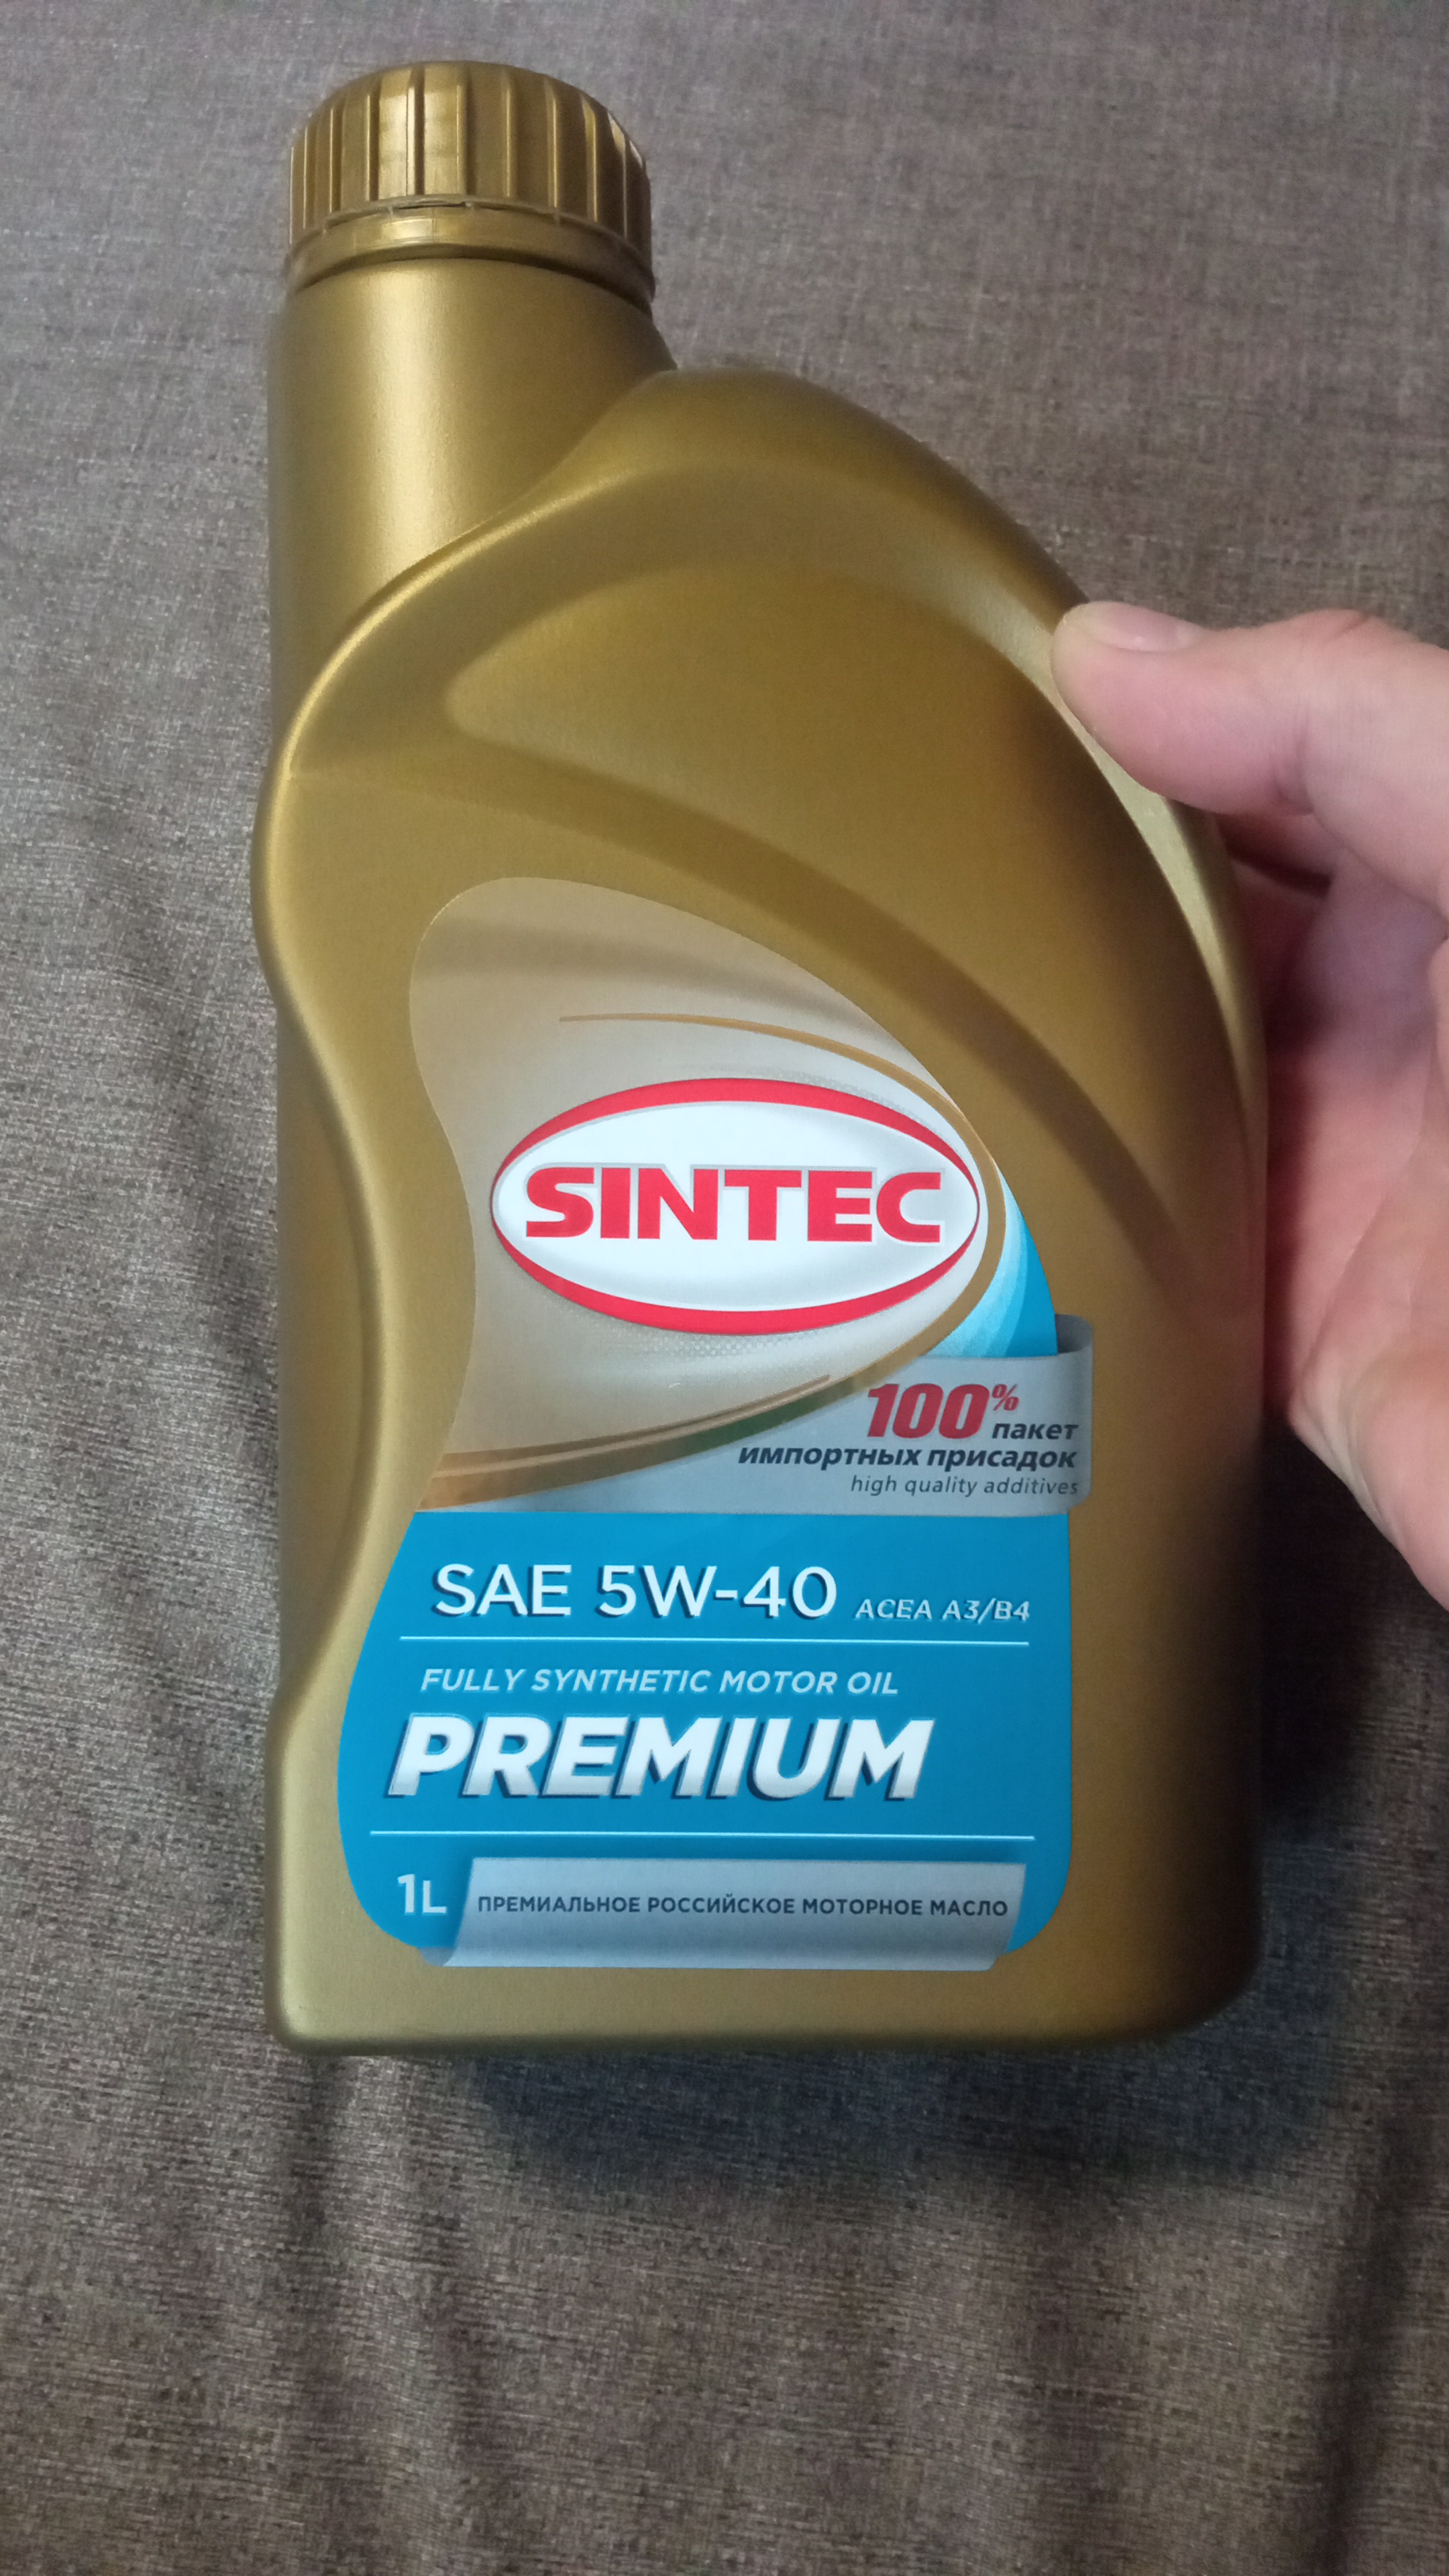 SINTEC
100%
пакет
импортных присадок
high quality additives
SAE 5W-40 ACEA A3/B4
FULLY SYNTHETIC MOTOR OIL
PREMIUM
1L ПРЕМИАЛЬНОЕ РОССИЙСКОЕ МОТОРНОЕ МАСЛО